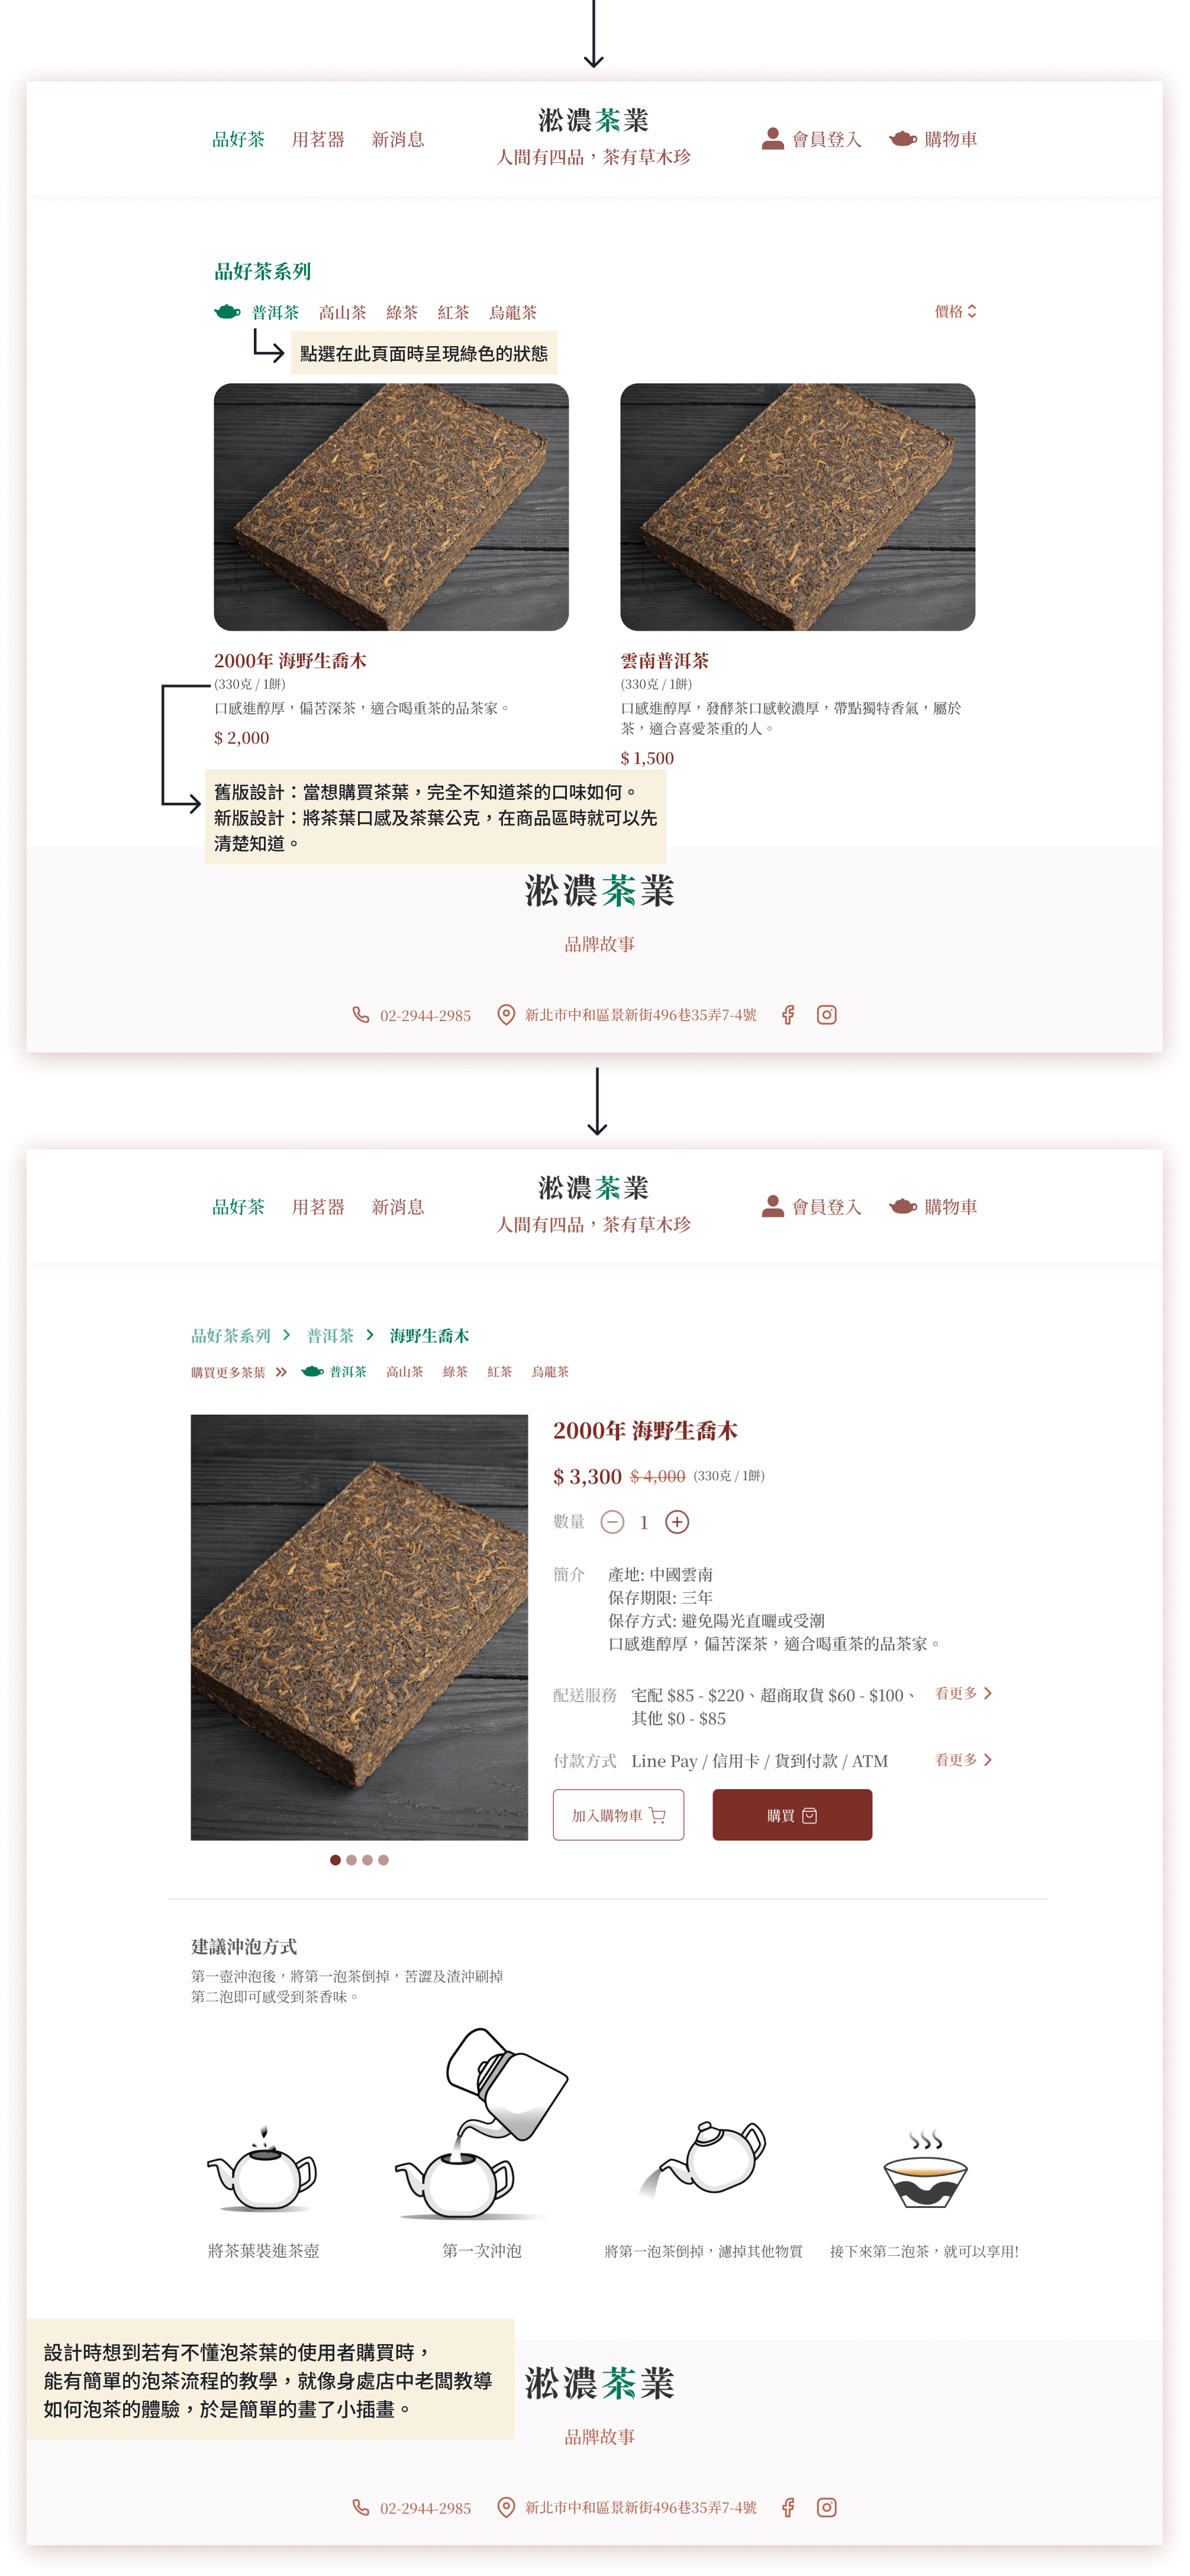 品好茶 用茗器 新消息
淞濃茶業
人間有四品，茶有草木珍
會員登入 購物車
品好茶系列
普洱茶 高山茶 綠茶 紅茶 烏龍茶
價格
點選在此頁面時呈現綠色的狀態
2000年 海野生喬木
(330克 / 1餅)
口感進醇厚，偏苦深茶，適合喝重茶的品茶家。
$ 2,000
雲南普洱茶
(330克 / 1餅)
口感進醇厚，發酵茶口感較濃厚，帶點獨特香氣，屬於
茶，適合喜愛茶重的人。
$ 1,500
舊版設計：當想購買茶葉，完全不知道茶的口味如何。
新版設計：將茶葉口感及茶葉公克，在商品區時就可以先
清楚知道。
淞濃茶業
品牌故事
02-2944-2985 新北市中和區景新街496巷35弄7-4號
品好茶 用茗器 新消息
淞濃茶業
人間有四品，茶有草木珍
會員登入 購物車
品好茶系列 > 普洱茶 > 海野生喬木
購買更多茶葉 » 普洱茶 高山茶 綠茶 紅茶 烏龍茶
2000年 海野生喬木
$ 3,300 $ 4,000 (330克 / 1餅)
數量 1
簡介 產地: 中國雲南
保存期限: 三年
保存方式: 避免陽光直曬或受潮
口感進醇厚，偏苦深茶，適合喝重茶的品茶家。
配送服務 宅配 $85 - $220、超商取貨 $60 - $100、 看更多
其他 $0 - $85
付款方式 Line Pay / 信用卡 / 貨到付款 / ATM 看更多
加入購物車 購買
建議沖泡方式
第一壺沖泡後，將第一泡茶倒掉，苦澀及渣沖刷掉
第二泡即可感受到茶香味。
將茶葉裝進茶壺 第一次沖泡 將第一泡茶倒掉，濾掉其他物質 接下來第二泡茶，就可以享用!
設計時想到若有不懂泡茶葉的使用者購買時，
能有簡單的泡茶流程的教學，就像身處店中老闆教導
如何泡茶的體驗，於是簡單的畫了小插畫。
淞濃茶業
品牌故事
02-2944-2985 新北市中和區景新街496巷35弄7-4號